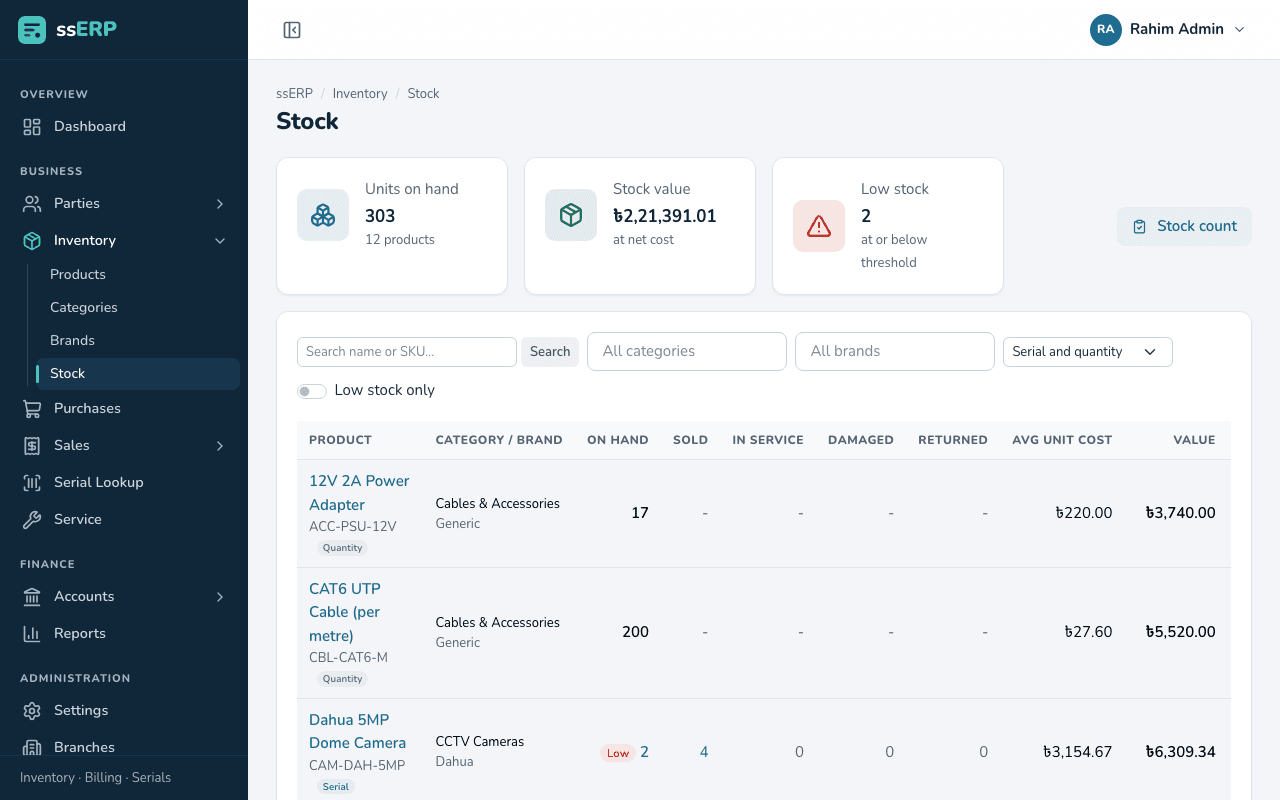 ssERP
Rahim Admin
RA
OVERVIEW
Dashboard
BUSINESS
Parties
Inventory
Products
Categories
Brands
Stock
Purchases
Sales
Serial Lookup
Service
FINANCE
Accounts
Reports
ADMINISTRATION
Settings
Branches
Inventory · Billing · Serials
ssERP / Inventory / Stock
Stock
Units on hand
303
12 products
Stock value
৳2,21,391.01
at net cost
Low stock
2
at or below
threshold
Stock count
Search name or SKU...
Search
All categories
All brands
Serial and quantity
Low stock only
PRODUCT CATEGORY / BRAND ON HAND SOLD IN SERVICE DAMAGED RETURNED AVG UNIT COST VALUE
12V 2A Power
Adapter
ACC-PSU-12V
Quantity
Cables & Accessories
Generic
17 - - - - ৳220.00 ৳3,740.00
CAT6 UTP
Cable (per
metre)
CBL-CAT6-M
Quantity
Cables & Accessories
Generic
200 - - - - ৳27.60 ৳5,520.00
Dahua 5MP
Dome Camera
CAM-DAH-5MP
Serial
CCTV Cameras
Dahua
Low 2 4 0 0 0 ৳3,154.67 ৳6,309.34